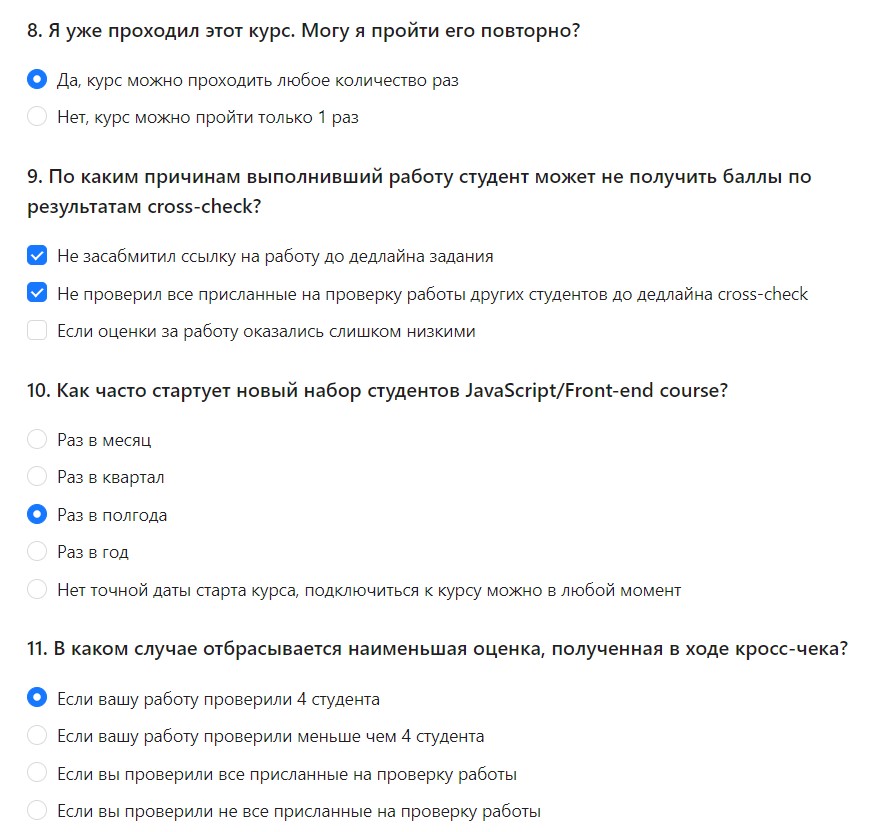 8. Я уже проходил этот курс. Могу я пройти его повторно?
Да, курс можно проходить любое количество раз
Нет, курс можно пройти только 1 раз
9. По каким причинам выполнивший работу студент может не получить баллы по
результатам cross-check?
Не засабмитил ссылку на работу до дедлайна задания
Не проверил все присланные на проверку работы других студентов до дедлайна cross-check
Если оценки за работу оказались слишком низкими
10. Как часто стартует новый набор студентов JavaScript/Front-end course?
Раз в месяц
Раз в квартал
Раз в полгода
Раз в год
Нет точной даты старта курса, подключиться к курсу можно в любой момент
11. В каком случае отбрасывается наименьшая оценка, полученная в ходе кросс-чека?
Если вашу работу проверили 4 студента
Если вашу работу проверили меньше чем 4 студента
Если вы проверили все присланные на проверку работы
Если вы проверили не все присланные на проверку работы